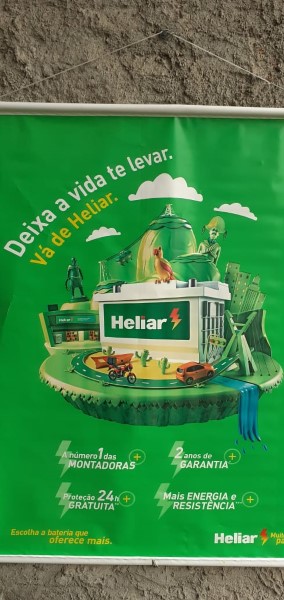 Deixa a vida te levar.
Vá de Heliar.
Heliar
Heliar
A número 1 das
MONTADORAS
2 anos de
GARANTIA
Proteção 24h
GRATUITA
Mais ENERGIA e
RESISTÊNCIA
Escolha a bateria que
oferece mais.
Heliar